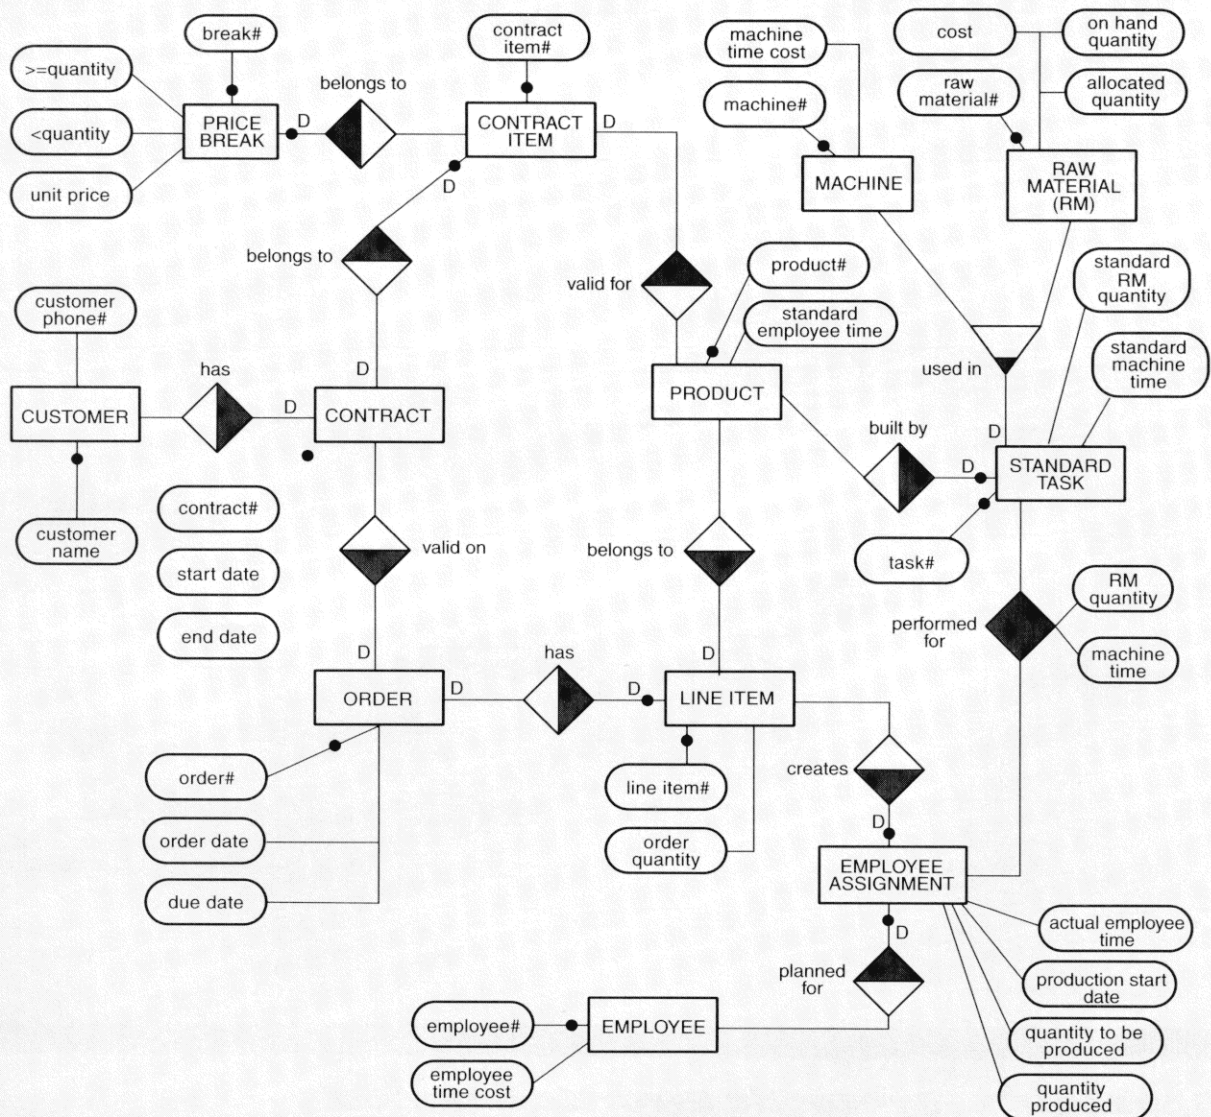 break#
contract
item#
machine
time cost
cost
on hand
quantity
>=quantity
belongs to
raw
material#
allocated
quantity
machine#
<quantity
PRICE
BREAK
D
CONTRACT
ITEM
D
unit price
D
MACHINE
RAW
MATERIAL
(RM)
belongs to
product#
standard
RM
quantity
valid for
customer
phone#
standard
employee time
standard
machine
time
has
D
used in
CUSTOMER
D
CONTRACT
PRODUCT
built by
D
D
STANDARD
TASK
contract#
customer
name
valid on
belongs to
task#
start date
RM
quantity
end date
performed
for
machine
time
has
D
D
ORDER
D
D
LINE ITEM
order#
creates
line item#
order date
D
order
quantity
due date
EMPLOYEE
ASSIGNMENT
D
actual employee
time
planned
for
production start
date
employee#
EMPLOYEE
quantity to be
produced
employee
time cost
quantity
produced